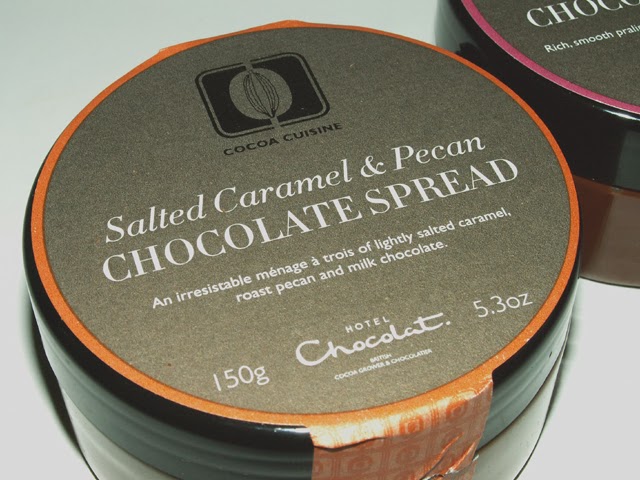 COCOA CUISINE
Salted Caramel & Pecan
CHOCOLATE SPREAD
An irresistable ménage à trois of lightly salted caramel,
roast pecan and milk chocolate.
HOTEL
Chocolat.
BRITISH
COCOA GROWER & CHOCOLATIER
150g
5.3oz
CHOCO
Rich, smooth pralin